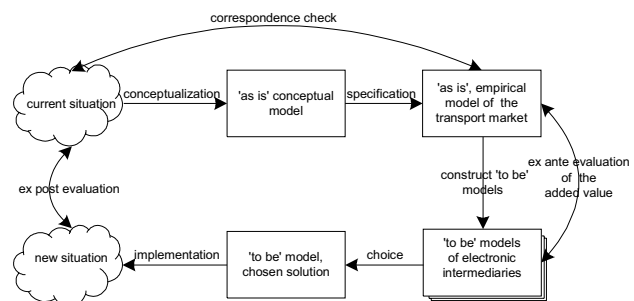 correspondence check
current situation
conceptualization
'as is' conceptual
model
specification
'as is', empirical
model of the
transport market
ex post evaluation
construct 'to be'
models
ex ante evaluation
of the
added value
new situation
implementation
'to be' model,
chosen solution
choice
'to be' models
of electronic
intermediaries